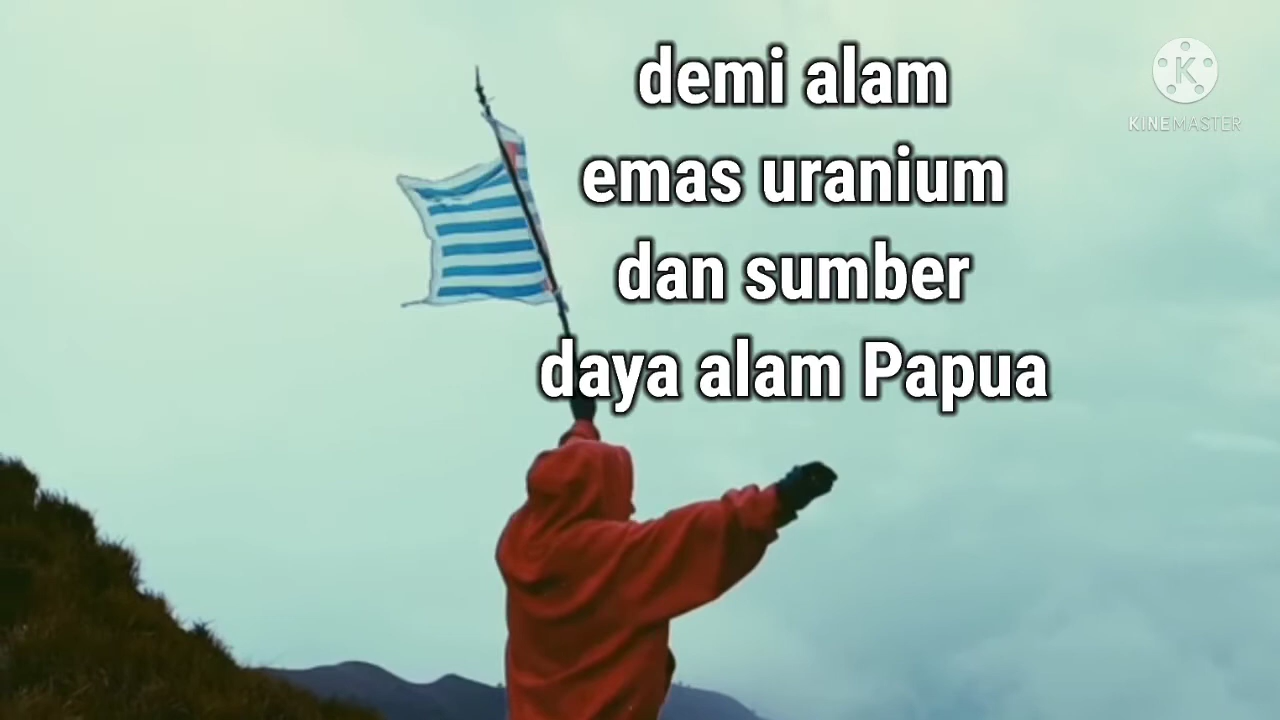 demi alam
emas uranium
dan sumber
daya alam Papua
KINEMASTER